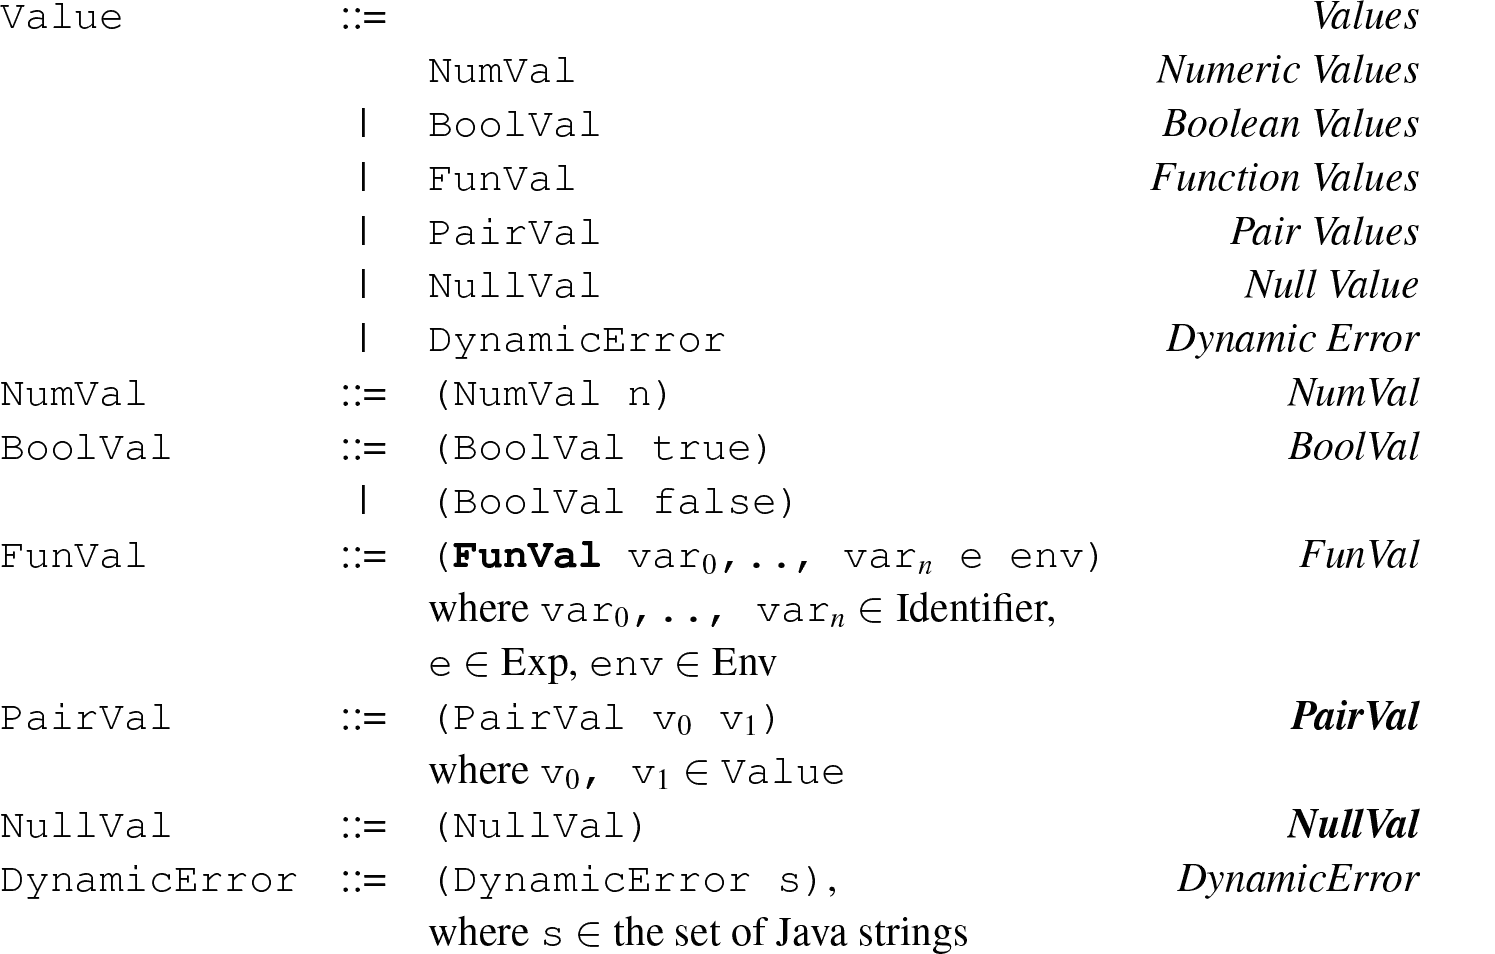 Value ::= Values
NumVal Numeric Values
| BoolVal Boolean Values
| FunVal Function Values
| PairVal Pair Values
| NullVal Null Value
| DynamicError Dynamic Error
NumVal ::= (NumVal n) NumVal
BoolVal ::= (BoolVal true) BoolVal
| (BoolVal false)
FunVal ::= (FunVal var₀,.., varₙ e env) FunVal
where var₀,.., varₙ ∈ Identifier,
e ∈ Exp, env ∈ Env
PairVal ::= (PairVal v₀ v₁) PairVal
where v₀, v₁ ∈ Value
NullVal ::= (NullVal) NullVal
DynamicError ::= (DynamicError s), DynamicError
where s ∈ the set of Java strings